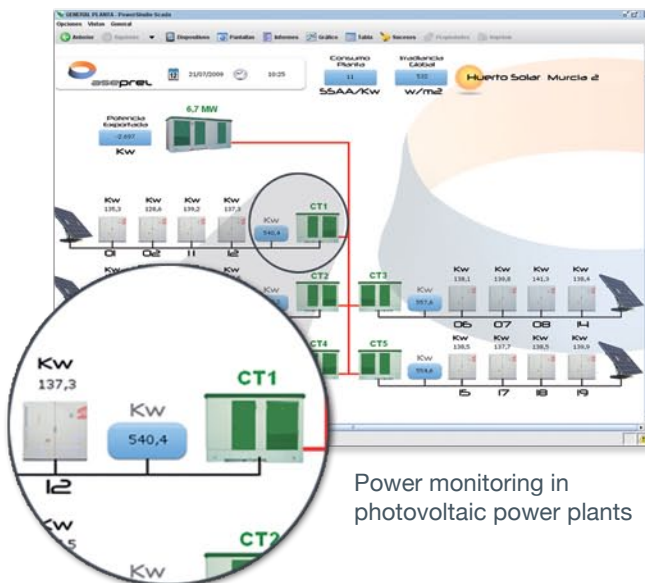 GENERAL PLANTA - PowerStudio Scada
Opciones Vistas General
Anterior Siguiente Dispositivos Pantallas Informes Gráfico Tabla Sucesos Propiedades Imprimir
aseprel
12
21/07/2009
10:25
Consumo
Planta
11
SSAA/Kw
Irradiancia
Global
w/m2
Huerto Solar Murcia 2
6,7 MW
Potencia
Exportada
-2.697
Kw
Kw Kw Kw Kw
135,3 128,6 139,2 137,3
Kw
540,4
CT1
01 02 11 12
CT2
CT3
Kw
557,6
Kw Kw Kw Kw
138,1 139,8 141,3 138,4
06 07 08 14
CT4
CT5
Kw
554,6
Kw Kw Kw Kw
138,5 137,7 138,5 139,9
15 17 18 19
Kw
137,3
Kw
540,4
CT1
12
Kw
Kw
CT2
Power monitoring in
photovoltaic power plants